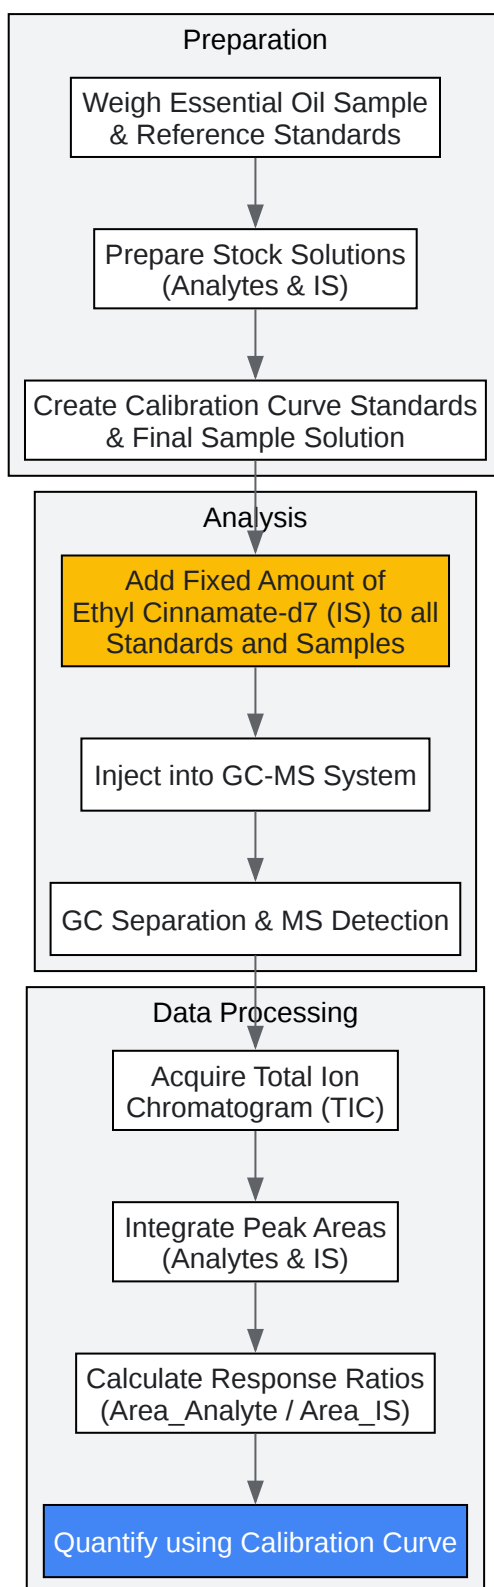 Preparation
Weigh Essential Oil Sample
& Reference Standards
Prepare Stock Solutions
(Analytes & IS)
Create Calibration Curve Standards
& Final Sample Solution
Analysis
Add Fixed Amount of
Ethyl Cinnamate-d7 (IS) to all
Standards and Samples
Inject into GC-MS System
GC Separation & MS Detection
Data Processing
Acquire Total Ion
Chromatogram (TIC)
Integrate Peak Areas
(Analytes & IS)
Calculate Response Ratios
(Area_Analyte / Area_IS)
Quantify using Calibration Curve